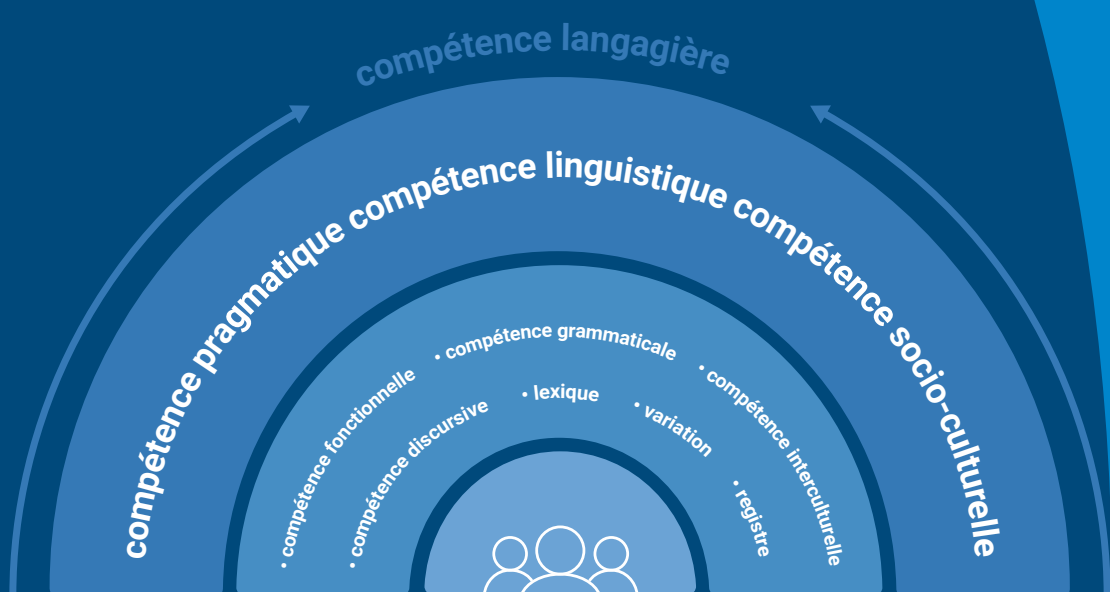 compétence langagière
compétence pragmatique compétence linguistique compétence socio-culturelle
• compétence fonctionnelle
• compétence discursive
• compétence grammaticale
• lexique
• compétence interculturelle
• variation
• registre